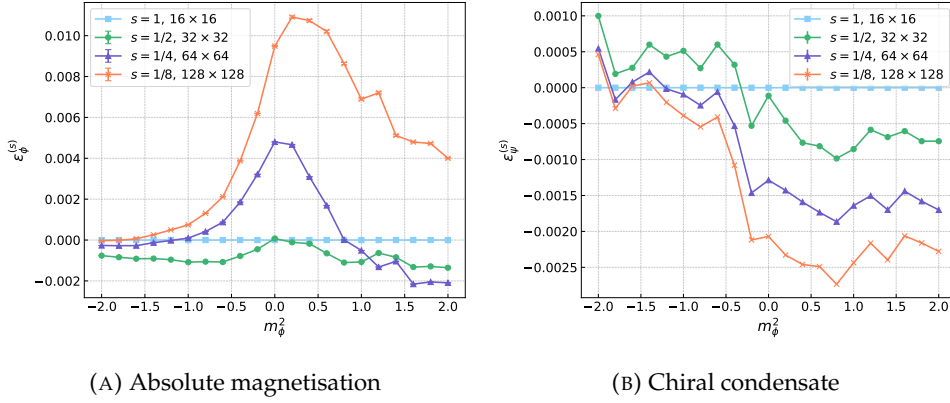 0.010
0.008
0.006
0.004
0.002
0.000
−0.002
ε_ϕ^(s)
s = 1, 16 × 16
s = 1/2, 32 × 32
s = 1/4, 64 × 64
s = 1/8, 128 × 128
−2.0 −1.5 −1.0 −0.5 0.0 0.5 1.0 1.5 2.0
m_ϕ^2
(A) Absolute magnetisation
0.0010
0.0005
0.0000
−0.0005
−0.0010
−0.0015
−0.0020
−0.0025
ε_ψ^(s)
s = 1, 16 × 16
s = 1/2, 32 × 32
s = 1/4, 64 × 64
s = 1/8, 128 × 128
−2.0 −1.5 −1.0 −0.5 0.0 0.5 1.0 1.5 2.0
m_ϕ^2
(B) Chiral condensate